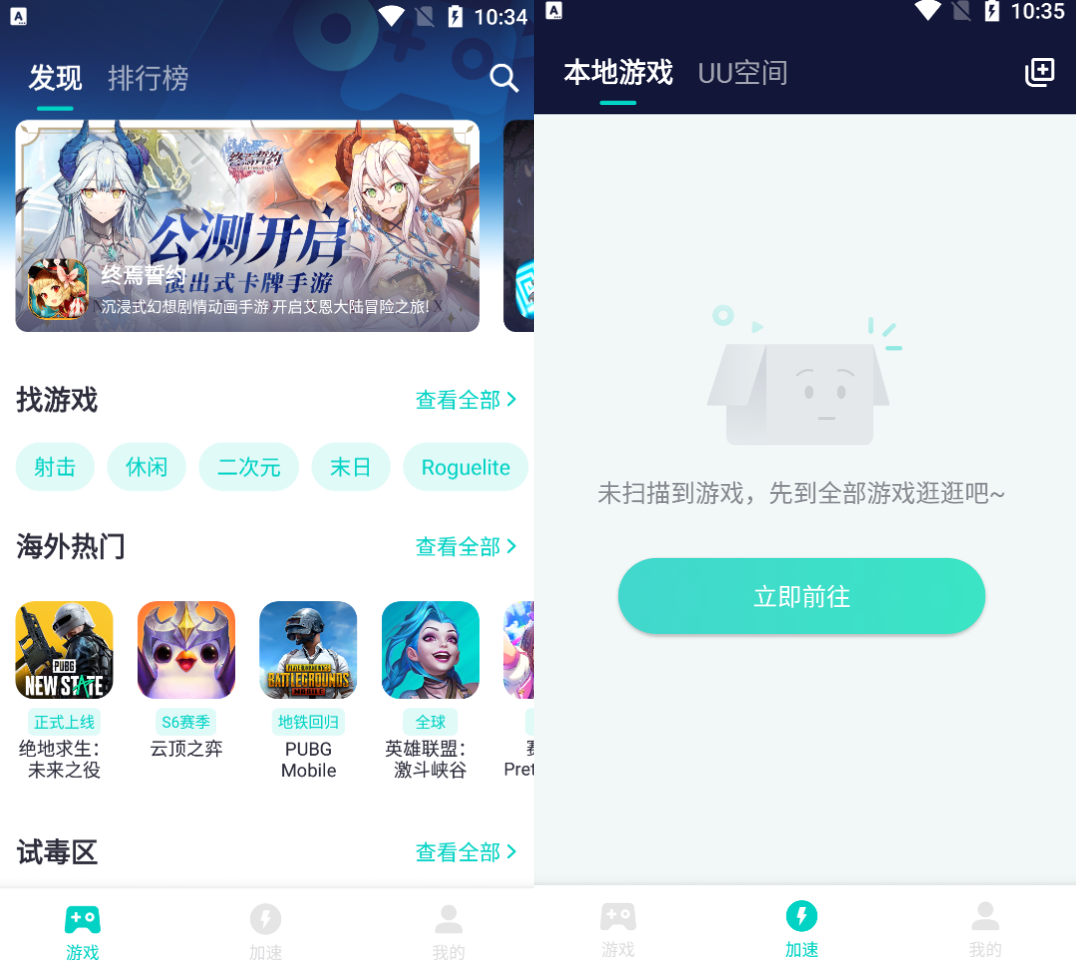 A
10:34
发现
排行榜
终焉誓约
公测开启
演出式卡牌手游
终焉誓约
沉浸式幻想剧情动画手游 开启艾恩大陆冒险之旅!
找游戏
查看全部
射击
休闲
二次元
末日
Roguelite
海外热门
查看全部
PUBG
NEW STATE
BATTLEGROUNDS
MOBILE
正式上线
S6赛季
地铁回归
全球
绝地求生：
未来之役
云顶之弈
PUBG
Mobile
英雄联盟：
激斗峡谷
Pret
试毒区
查看全部
游戏
加速
我的
A
10:35
本地游戏
UU空间
未扫描到游戏，先到全部游戏逛逛吧~
立即前往
游戏
加速
我的